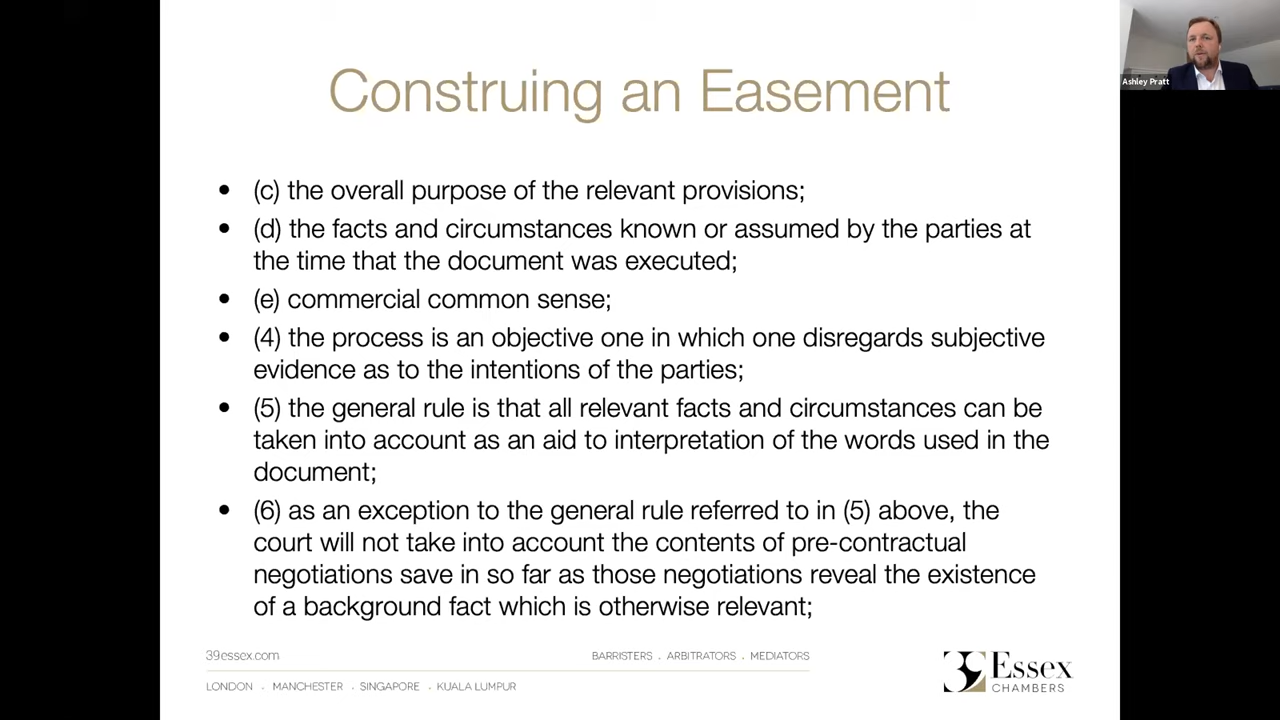 Construing an Easement
Ashley Pratt
• (c) the overall purpose of the relevant provisions;
• (d) the facts and circumstances known or assumed by the parties at
the time that the document was executed;
• (e) commercial common sense;
• (4) the process is an objective one in which one disregards subjective
evidence as to the intentions of the parties;
• (5) the general rule is that all relevant facts and circumstances can be
taken into account as an aid to interpretation of the words used in the
document;
• (6) as an exception to the general rule referred to in (5) above, the
court will not take into account the contents of pre-contractual
negotiations save in so far as those negotiations reveal the existence
of a background fact which is otherwise relevant;
39essex.com
BARRISTERS . ARBITRATORS . MEDIATORS
LONDON . MANCHESTER . SINGAPORE . KUALA LUMPUR
39 Essex
CHAMBERS